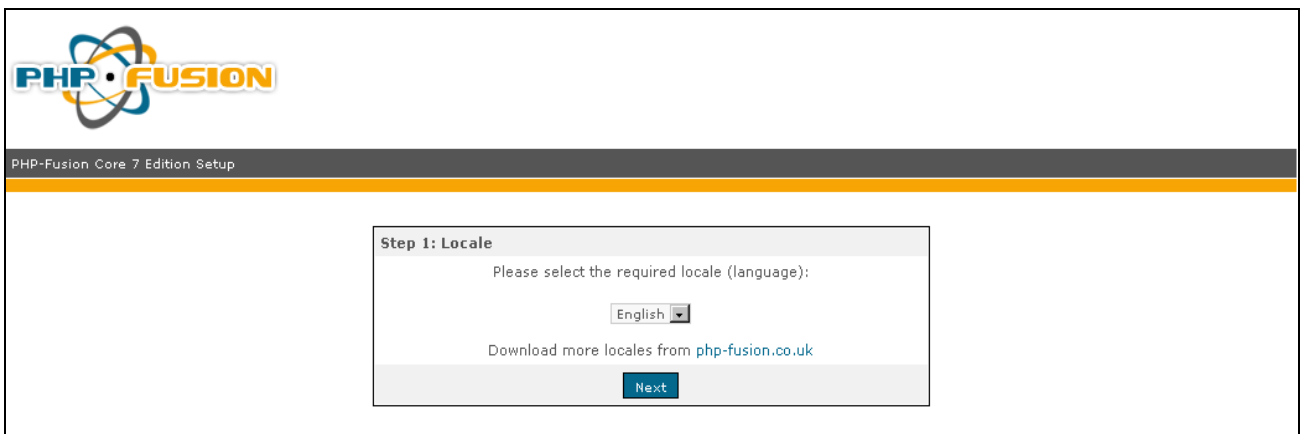 PHP·FUSION
PHP-Fusion Core 7 Edition Setup
Step 1: Locale
Please select the required locale (language):
English
Download more locales from php-fusion.co.uk
Next